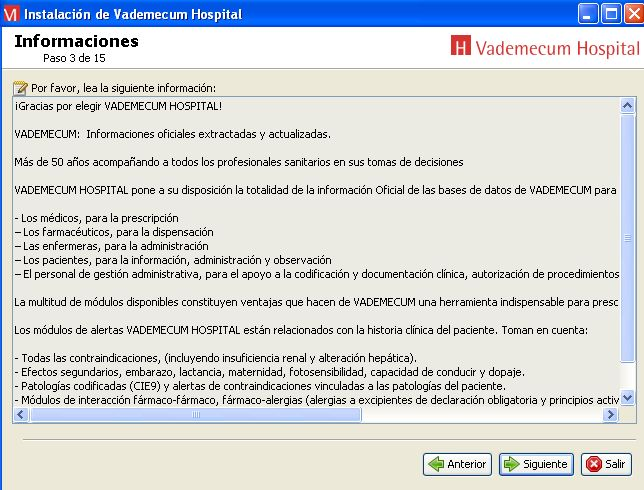 Instalación de Vademecum Hospital
Informaciones
Paso 3 de 15
Vademecum Hospital
Por favor, lea la siguiente información:
¡Gracias por elegir VADEMECUM HOSPITAL!
VADEMECUM: Informaciones oficiales extractadas y actualizadas.
Más de 50 años acompañando a todos los profesionales sanitarios en sus tomas de decisiones
VADEMECUM HOSPITAL pone a su disposición la totalidad de la información Oficial de las bases de datos de VADEMECUM para
- Los médicos, para la prescripción
– Los farmacéuticos, para la dispensación
– Las enfermeras, para la administración
– Los pacientes, para la información, administración y observación
– El personal de gestión administrativa, para el apoyo a la codificación y documentación clínica, autorización de procedimientos
La multitud de módulos disponibles constituyen ventajas que hacen de VADEMECUM una herramienta indispensable para presc
Los módulos de alertas VADEMECUM HOSPITAL están relacionados con la historia clínica del paciente. Toman en cuenta:
- Todas las contraindicaciones, (incluyendo insuficiencia renal y alteración hepática).
- Efectos segundarios, embarazo, lactancia, maternidad, fotosensibilidad, capacidad de conducir y dopaje.
- Patologías codificadas (CIE9) y alertas de contraindicaciones vinculadas a las patologías del paciente.
- Módulos de interacción fármaco-fármaco, fármaco-alergias (alergias a excipientes de declaración obligatoria y principios activ
Anterior
Siguiente
Salir